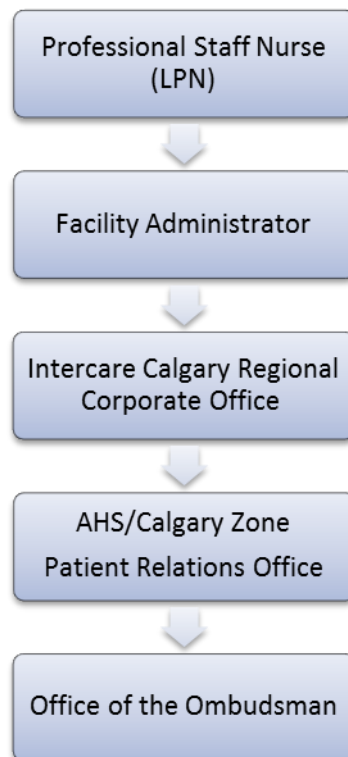 Professional Staff Nurse
(LPN)
Facility Administrator
Intercare Calgary Regional
Corporate Office
AHS/Calgary Zone
Patient Relations Office
Office of the Ombudsman